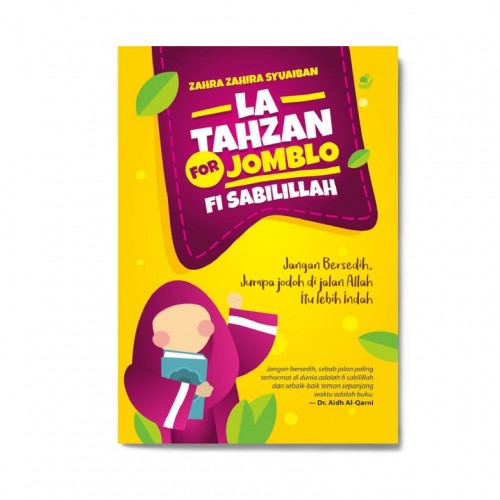 ZAHRA ZAHIRA SYUAIBAN
LA
TAHZAN
FOR JOMBLO
FI SABILILLAH
Jangan Bersedih,
Jumpa jodoh di jalan Allah
Itu lebih Indah
Jangan bersedih, sebab jalan paling
terhormat di dunia adalah fi sabilillah
dan sebaik-baik teman sepanjang
waktu adalah buku.
— Dr. Aidh Al-Qarni